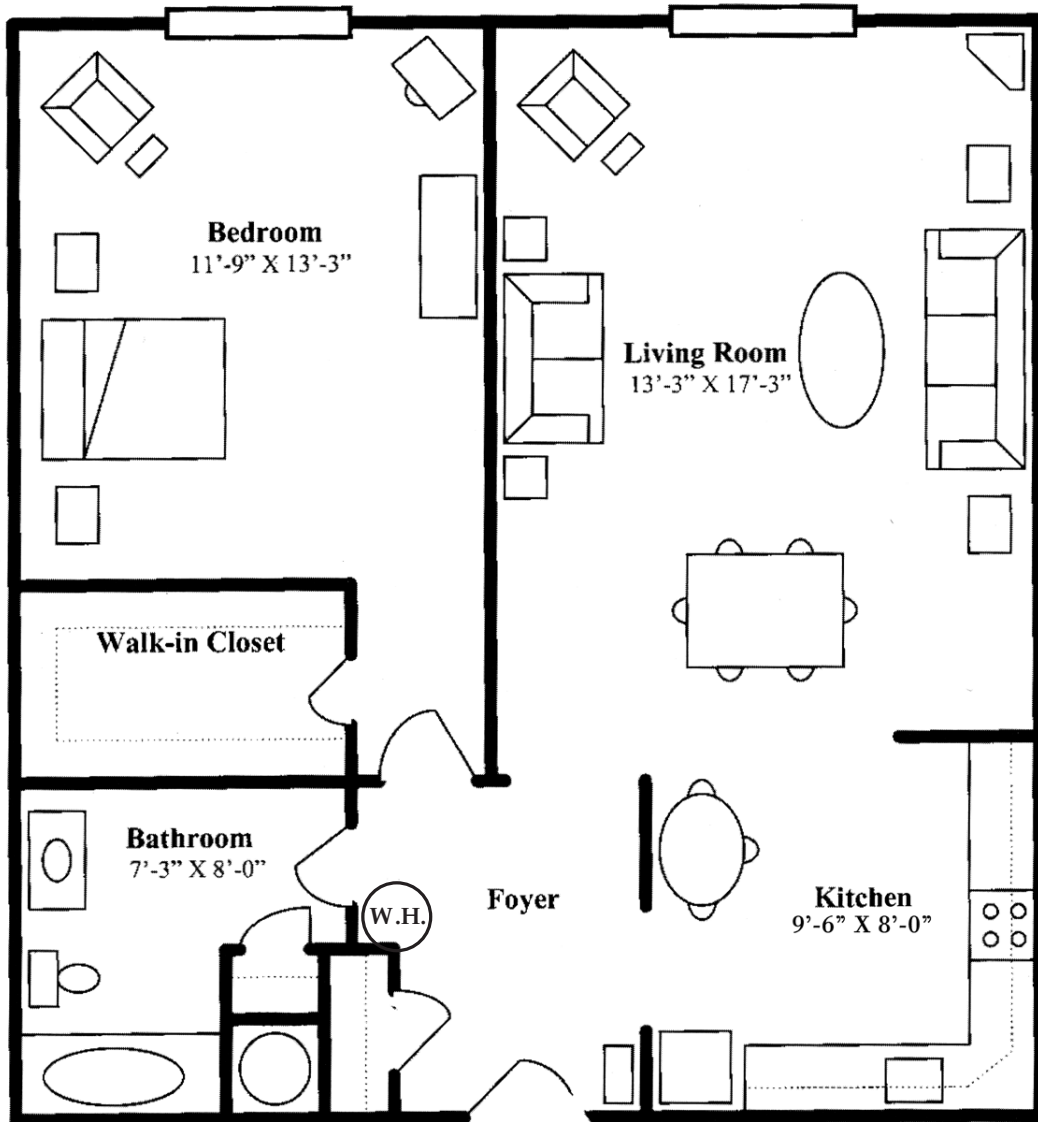 Bedroom
11’-9” X 13’-3”
Living Room
13’-3” X 17’-3”
Walk-in Closet
Bathroom
7’-3” X 8’-0”
W.H.
Foyer
Kitchen
9’-6” X 8’-0”